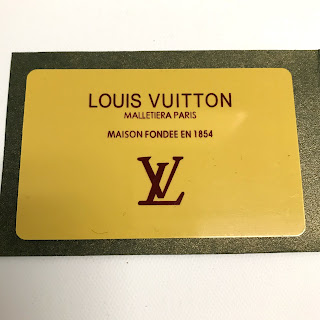 LOUIS VUITTON
MALLETIERA PARIS
MAISON FONDEE EN 1854
LV